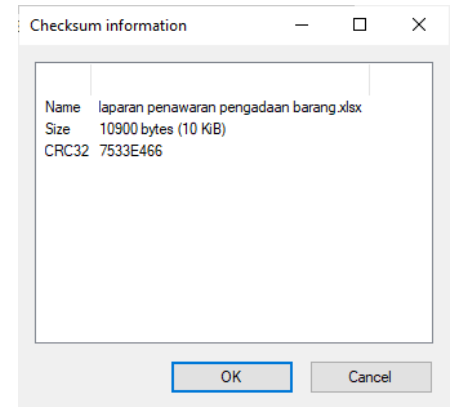 Checksum information
Name laparan penawaran pengadaan barang.xlsx
Size 10900 bytes (10 KiB)
CRC32 7533E466
OK Cancel